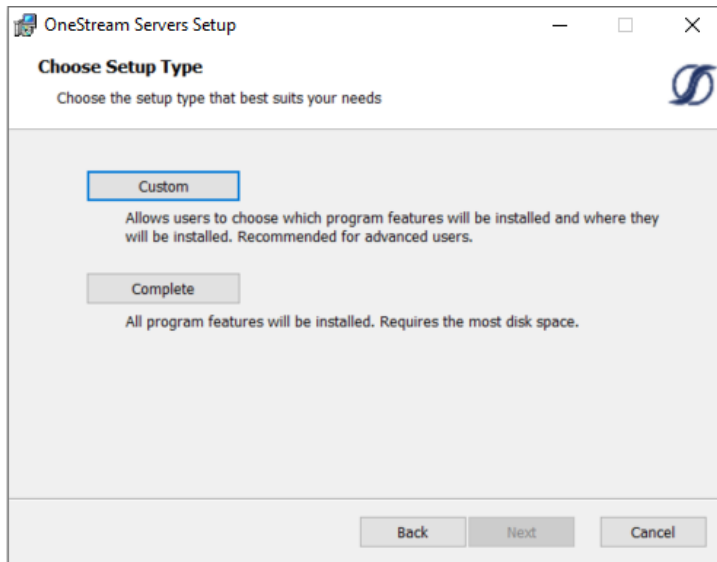 OneStream Servers Setup
Choose Setup Type
Choose the setup type that best suits your needs
Custom
Allows users to choose which program features will be installed and where they
will be installed. Recommended for advanced users.
Complete
All program features will be installed. Requires the most disk space.
Back
Next
Cancel